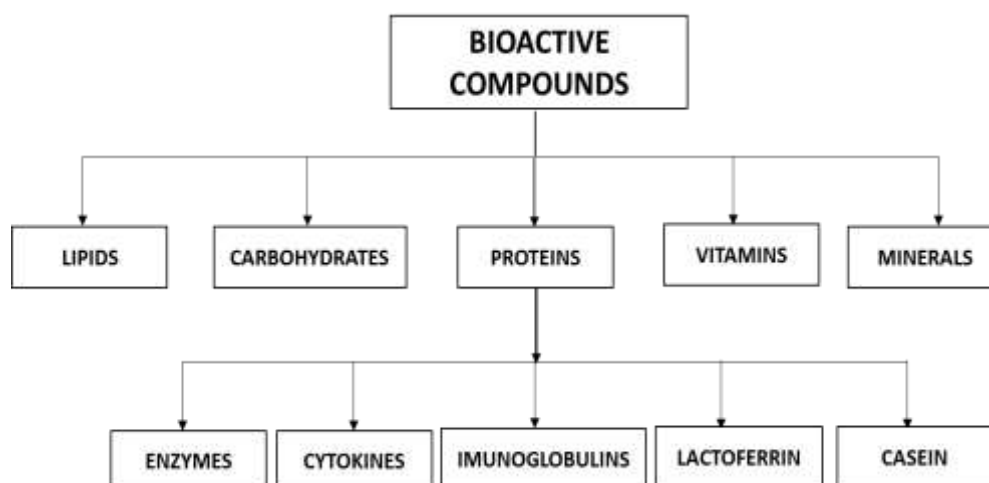 BIOACTIVE
COMPOUNDS
LIPIDS
CARBOHYDRATES
PROTEINS
VITAMINS
MINERALS
ENZYMES
CYTOKINES
IMUNOGLOBULINS
LACTOFERRIN
CASEIN